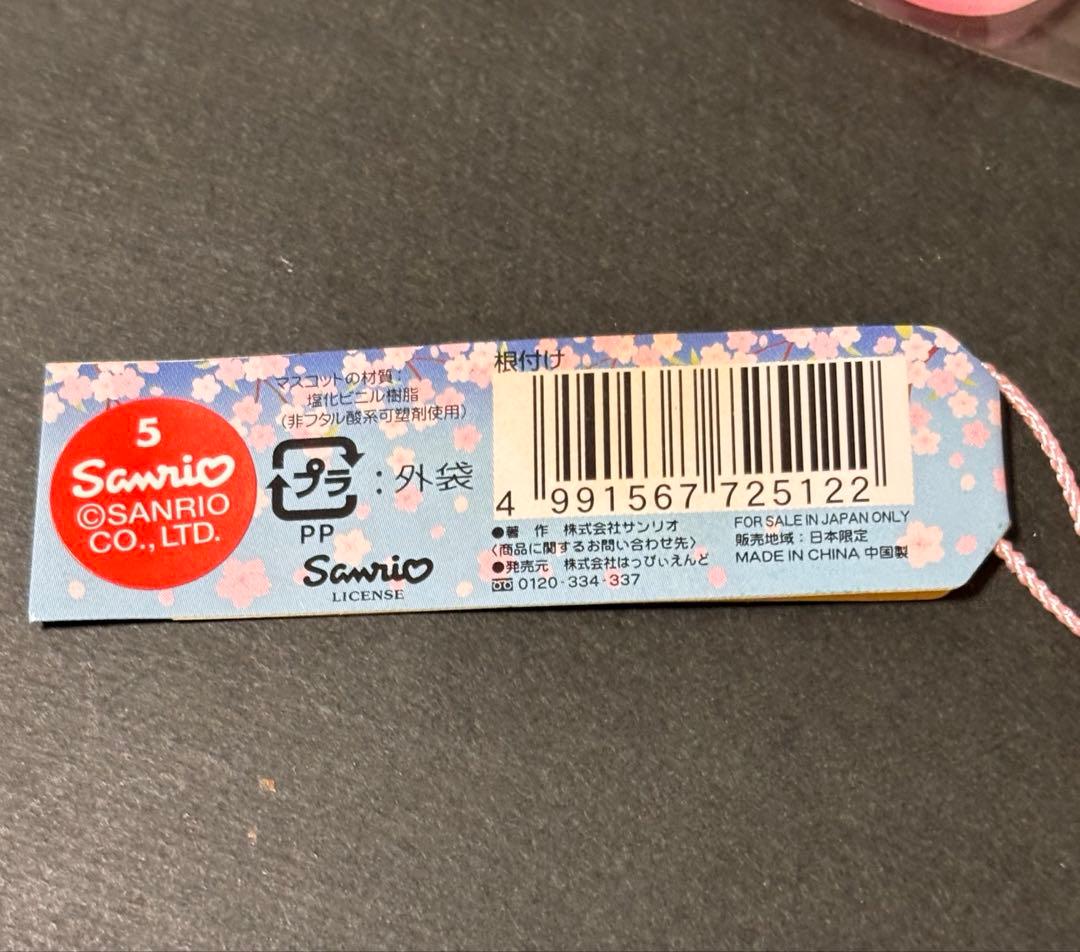 5
Sanrio
©SANRIO
CO., LTD.
マスコットの材質:
塩化ビニル樹脂
(非フタル酸系可塑剤使用)
プラ:外袋
PP
Sanrio
LICENSE
根付け
4 991567 725122
●著 作 株式会社サンリオ
〈商品に関するお問い合わせ先〉
●発売元 株式会社はっぴぃえんど
0120-334-337
FOR SALE IN JAPAN ONLY
販売地域:日本限定
MADE IN CHINA 中国製